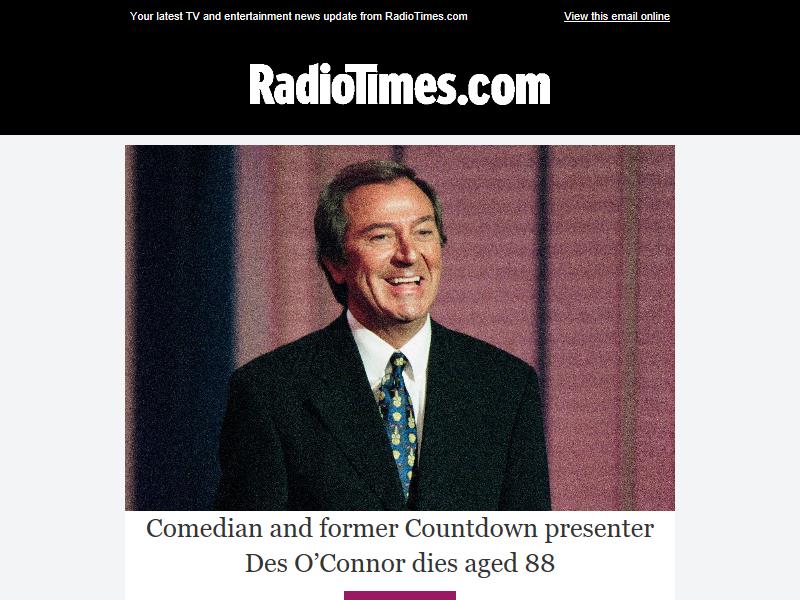 Your latest TV and entertainment news update from RadioTimes.com
View this email online
RadioTimes.com
Comedian and former Countdown presenter
Des O’Connor dies aged 88